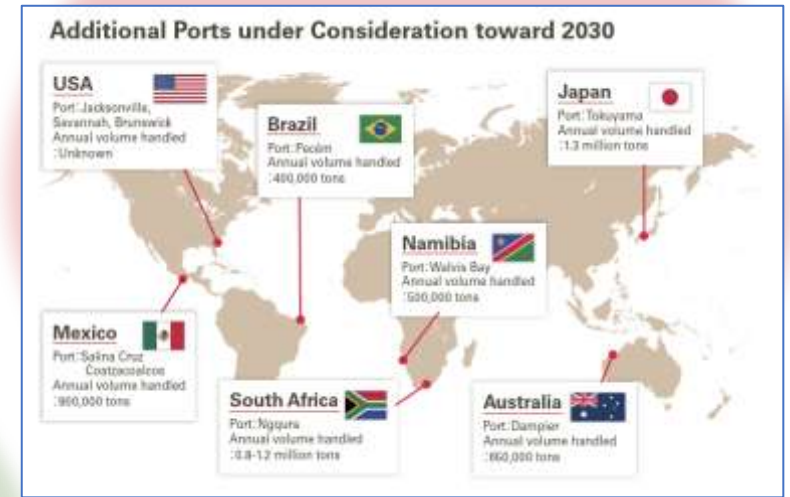 Additional Ports under Consideration toward 2030
USA
Port:Jacksonville,
Savannah, Brunswick
Annual volume handled
:Unknown
Brazil
Port:Pecém
Annual volume handled
:400,000 tons
Japan
Port:Tokuyama
Annual volume handled
:1.3 million tons
Namibia
Port:Walvis Bay
Annual volume handled
:500,000 tons
Mexico
Port:Salina Cruz
Coatzacoalcos
Annual volume handled
:900,000 tons
South Africa
Port:Ngqura
Annual volume handled
:0.8-1.2 million tons
Australia
Port:Dampier
Annual volume handled